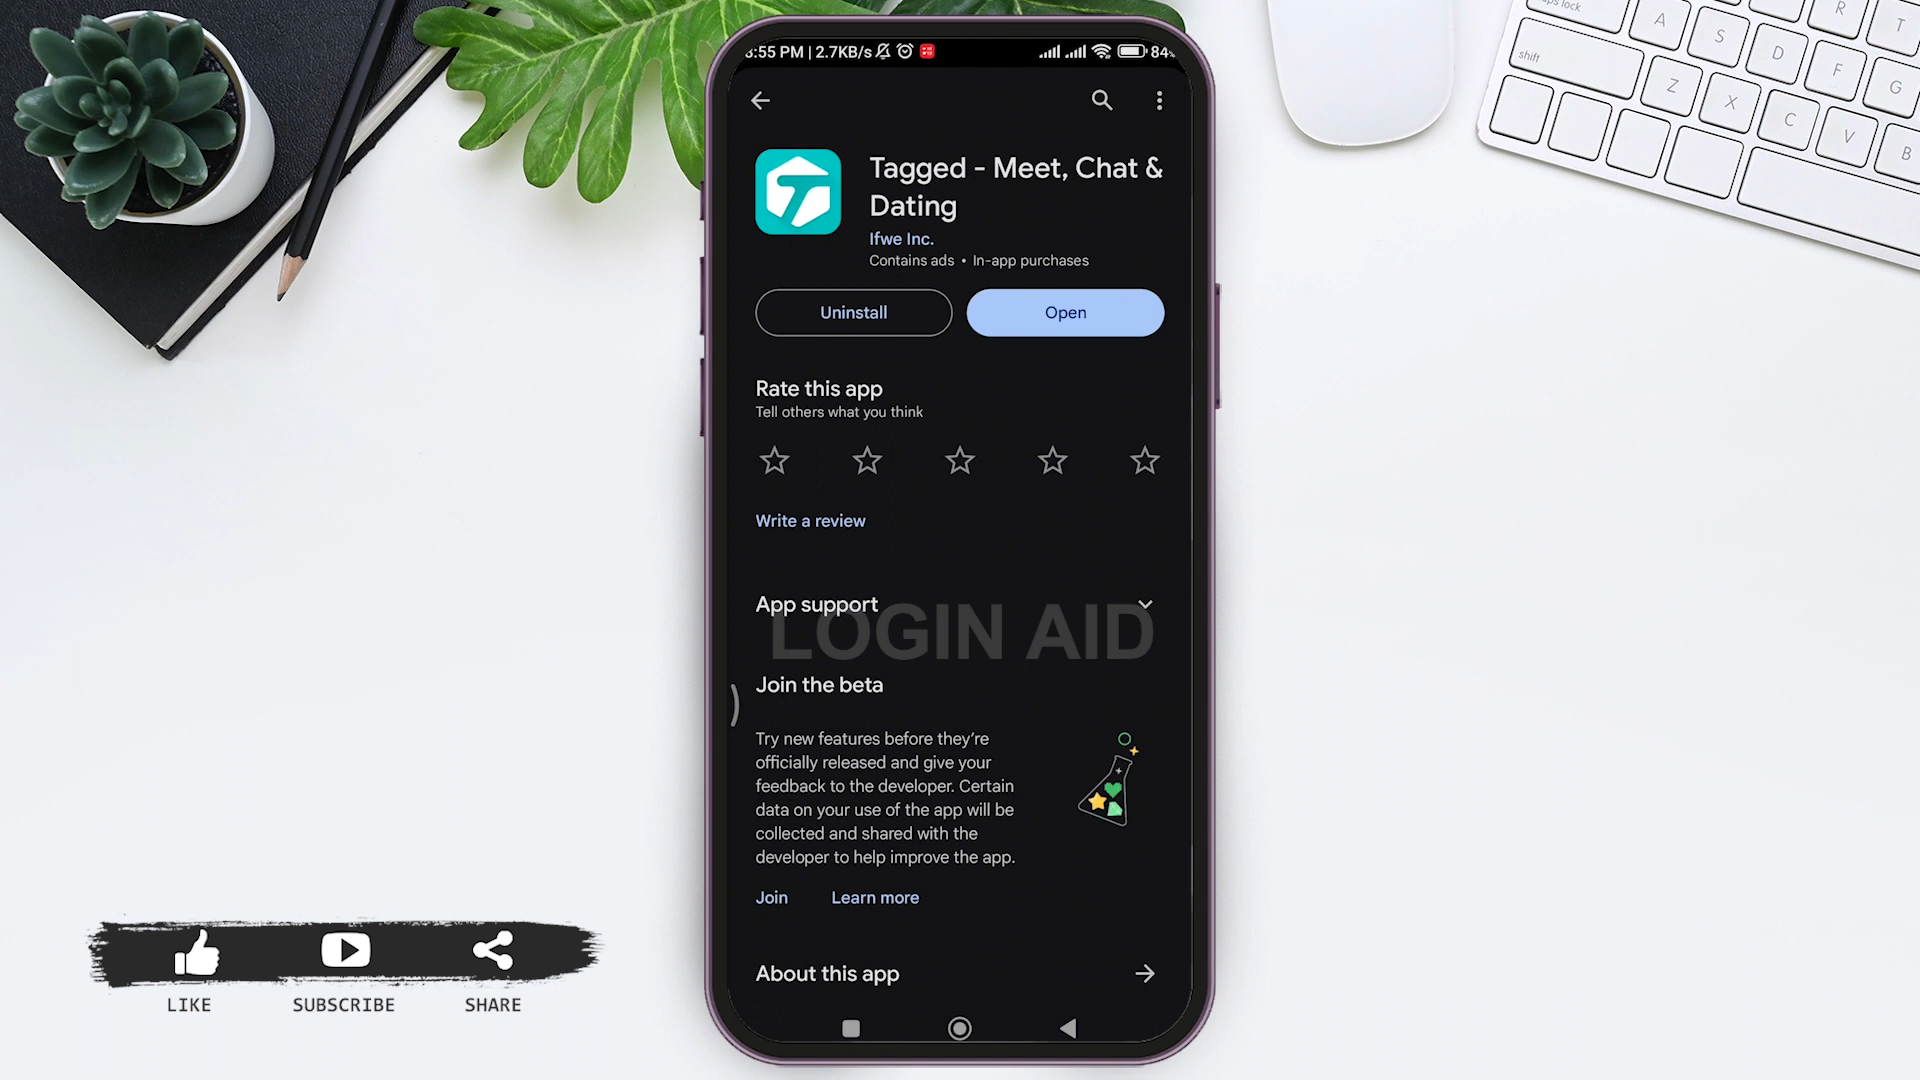 3:55 PM | 2.7KB/s
84%
Tagged - Meet, Chat &
Dating
Ifwe Inc.
Contains ads • In-app purchases
Uninstall
Open
Rate this app
Tell others what you think
Write a review
App support
LOGIN AID
Join the beta
Try new features before they're
officially released and give your
feedback to the developer. Certain
data on your use of the app will be
collected and shared with the
developer to help improve the app.
Join
Learn more
About this app
LIKE
SUBSCRIBE
SHARE
shift
A
S
D
F
G
Z
X
C
V
B
R
T